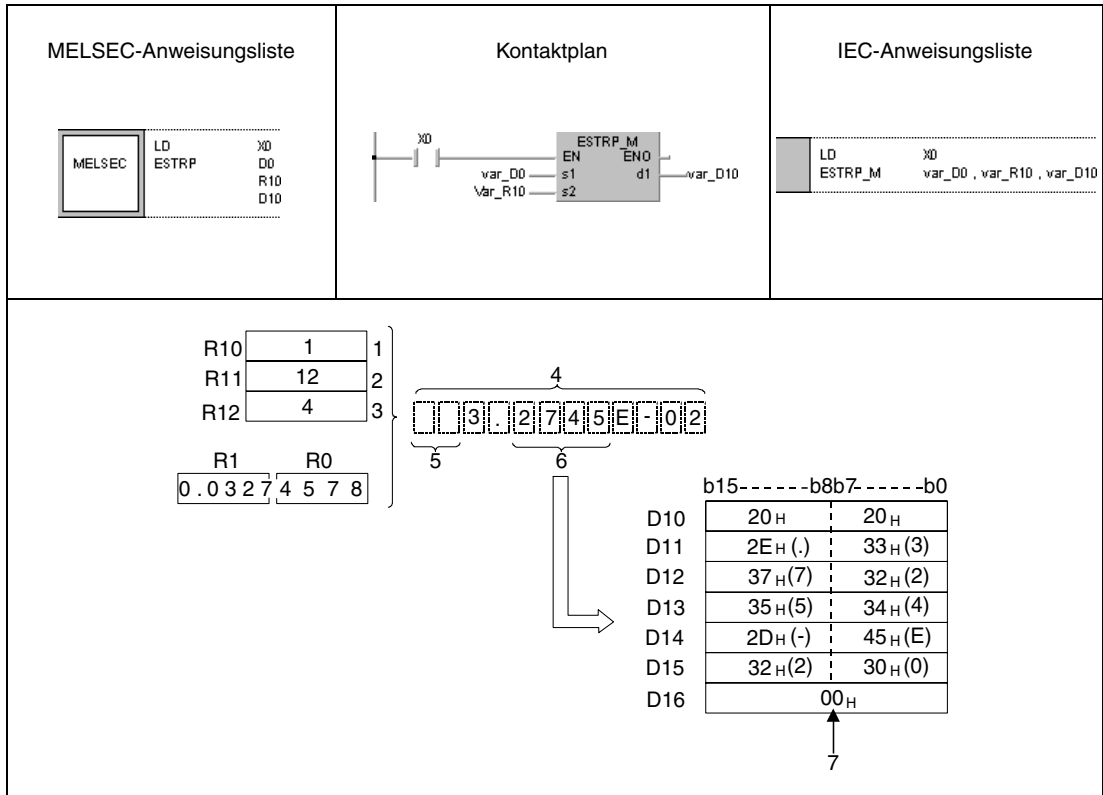 MELSEC-Anweisungsliste
Kontaktplan
IEC-Anweisungsliste
MELSEC
LD X0
ESTRP D0
R10
D10
X0
ESTRP_M
EN ENO
var_D0 s1 d1 var_D10
Var_R10 s2
LD X0
ESTRP_M var_D0 , var_R10 , var_D10
R10 1 1
R11 12 2
R12 4 3
R1 R0
0 . 0 3 2 7 4 5 7 8
4
3 . 2 7 4 5 E - 0 2
5 6
b15-------b8b7------b0
D10 20H 20H
D11 2EH (.) 33H (3)
D12 37H (7) 32H (2)
D13 35H (5) 34H (4)
D14 2DH (-) 45H (E)
D15 32H (2) 30H (0)
D16 00H
7